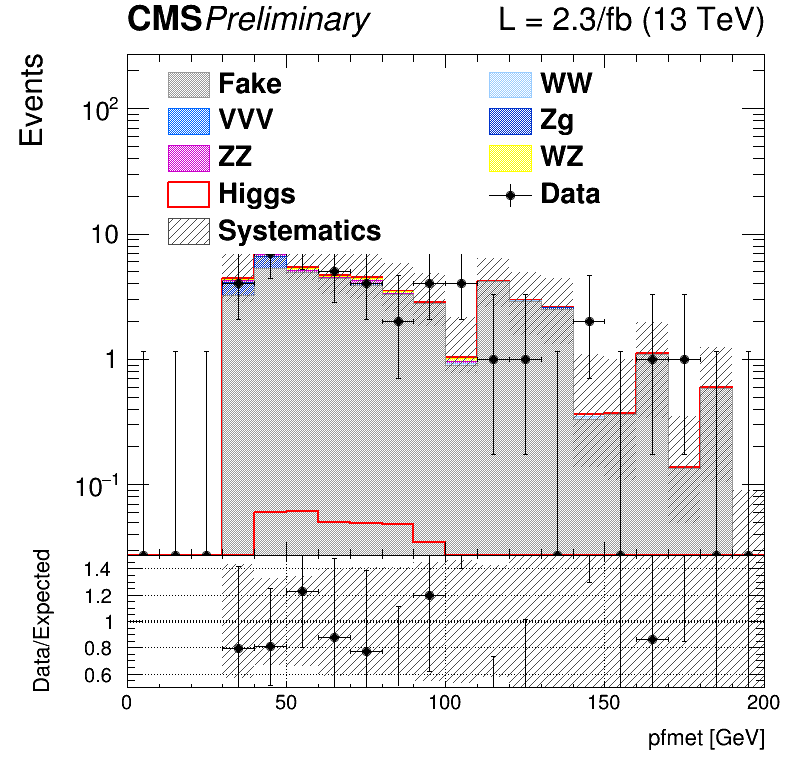 CMSPreliminary L = 2.3/fb (13 TeV)
Events
10²
10
1
10⁻¹
Fake WW
VVV Zg
ZZ WZ
Higgs Data
Systematics
Data/Expected
1.4
1.2
1
0.8
0.6
0 50 100 150 200
pfmet [GeV]